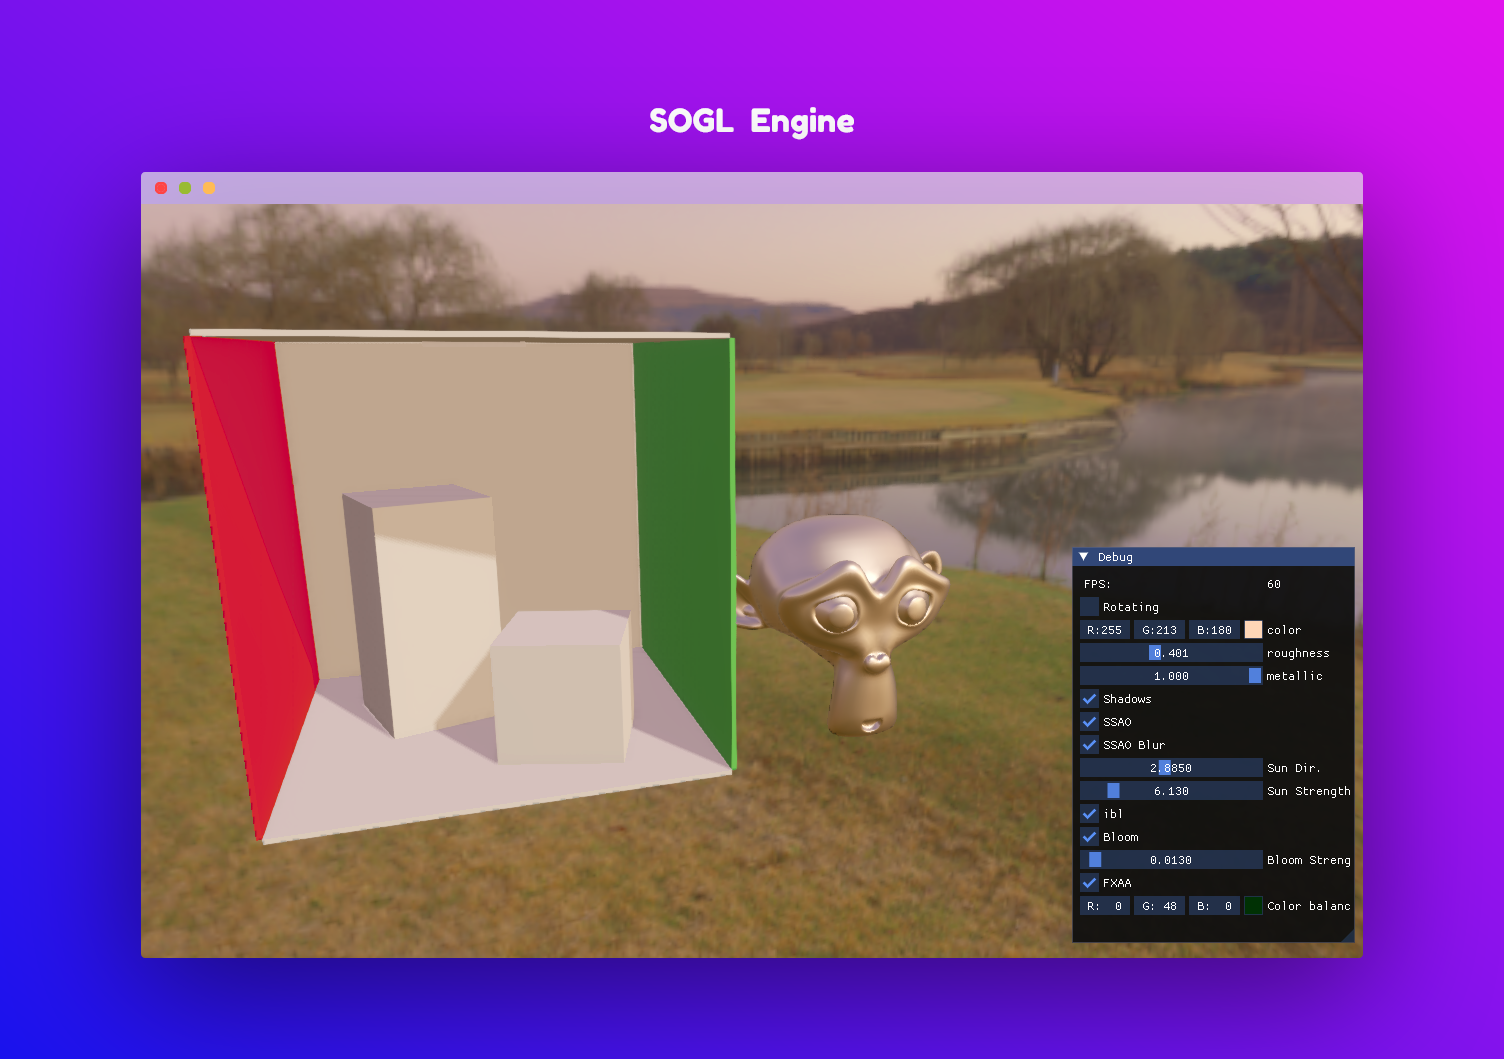 SOGL Engine
Debug
FPS: 60
Rotating
R:255 G:213 B:180 color
0.401 roughness
1.000 metallic
Shadows
SSAO
SSAO Blur
2.8850 Sun Dir.
6.130 Sun Strength
ibl
Bloom
0.0130 Bloom Streng
FXAA
R: 0 G: 48 B: 0 Color balanc